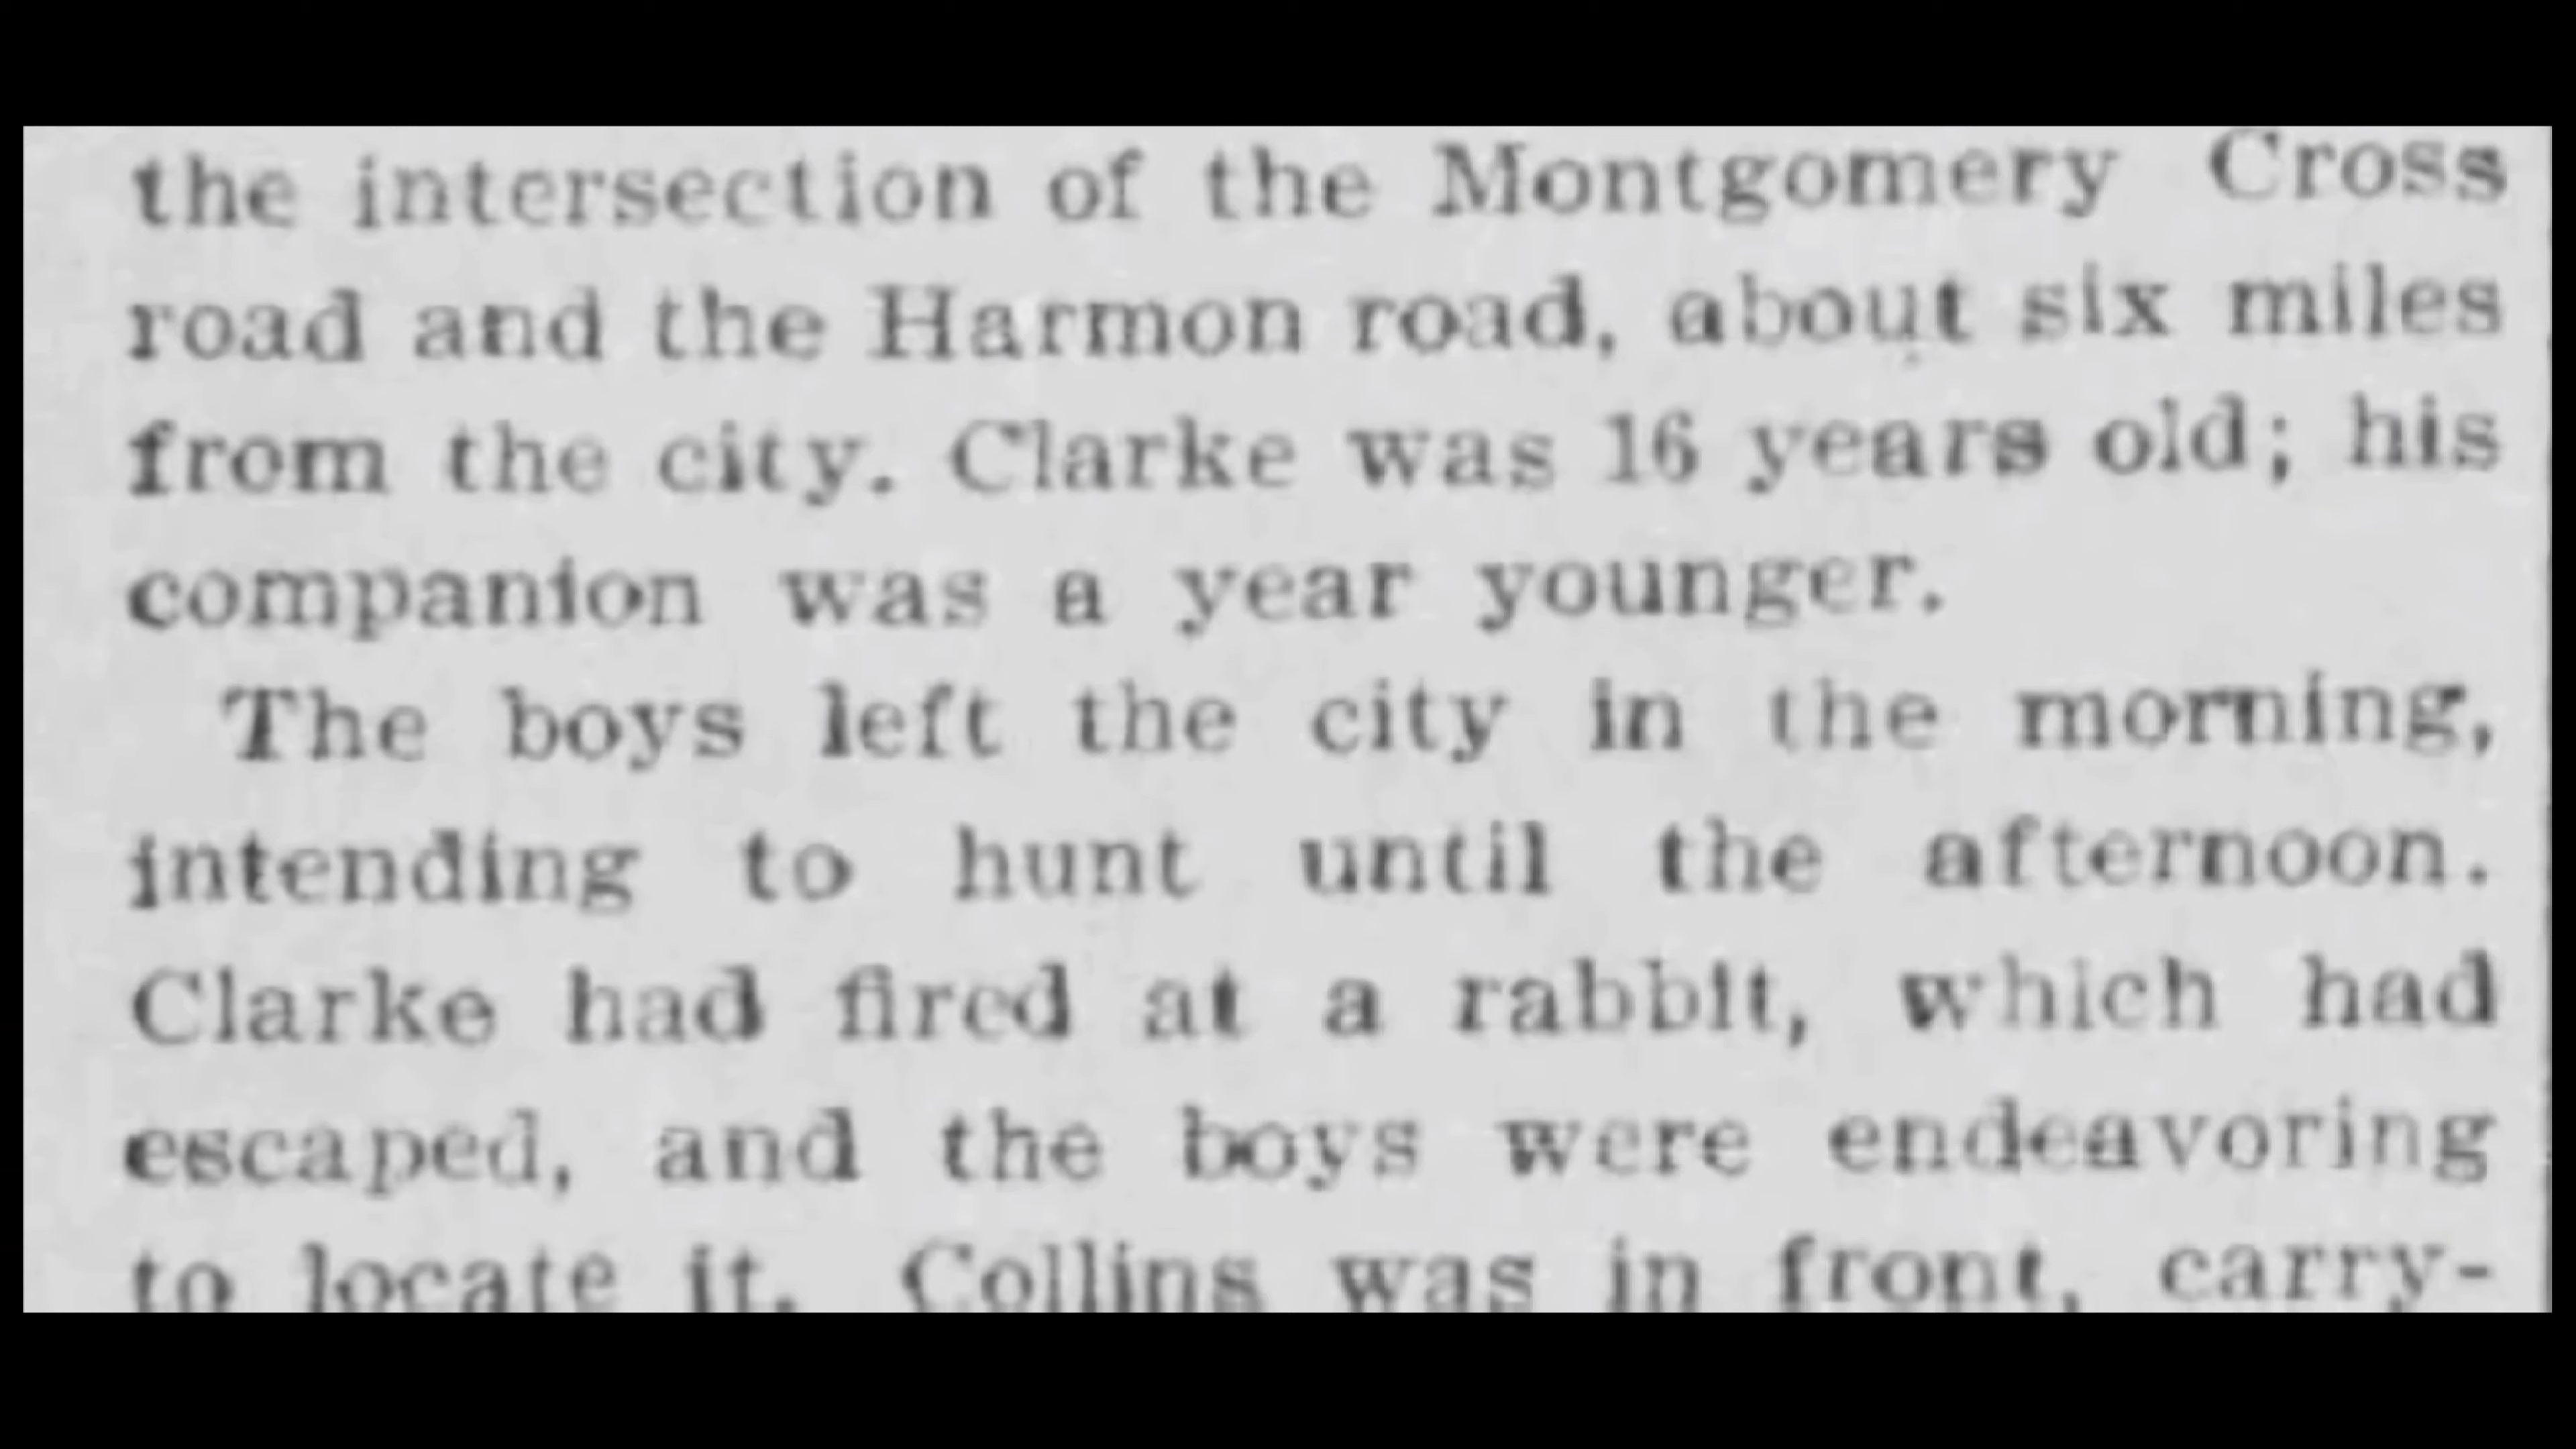 the intersection of the Montgomery Cross
road and the Harmon road, about six miles
from the city. Clarke was 16 years old; his
companion was a year younger.
The boys left the city in the morning,
intending to hunt until the afternoon.
Clarke had fired at a rabbit, which had
escaped, and the boys were endeavoring
to locate it. Collins was in front, carry-